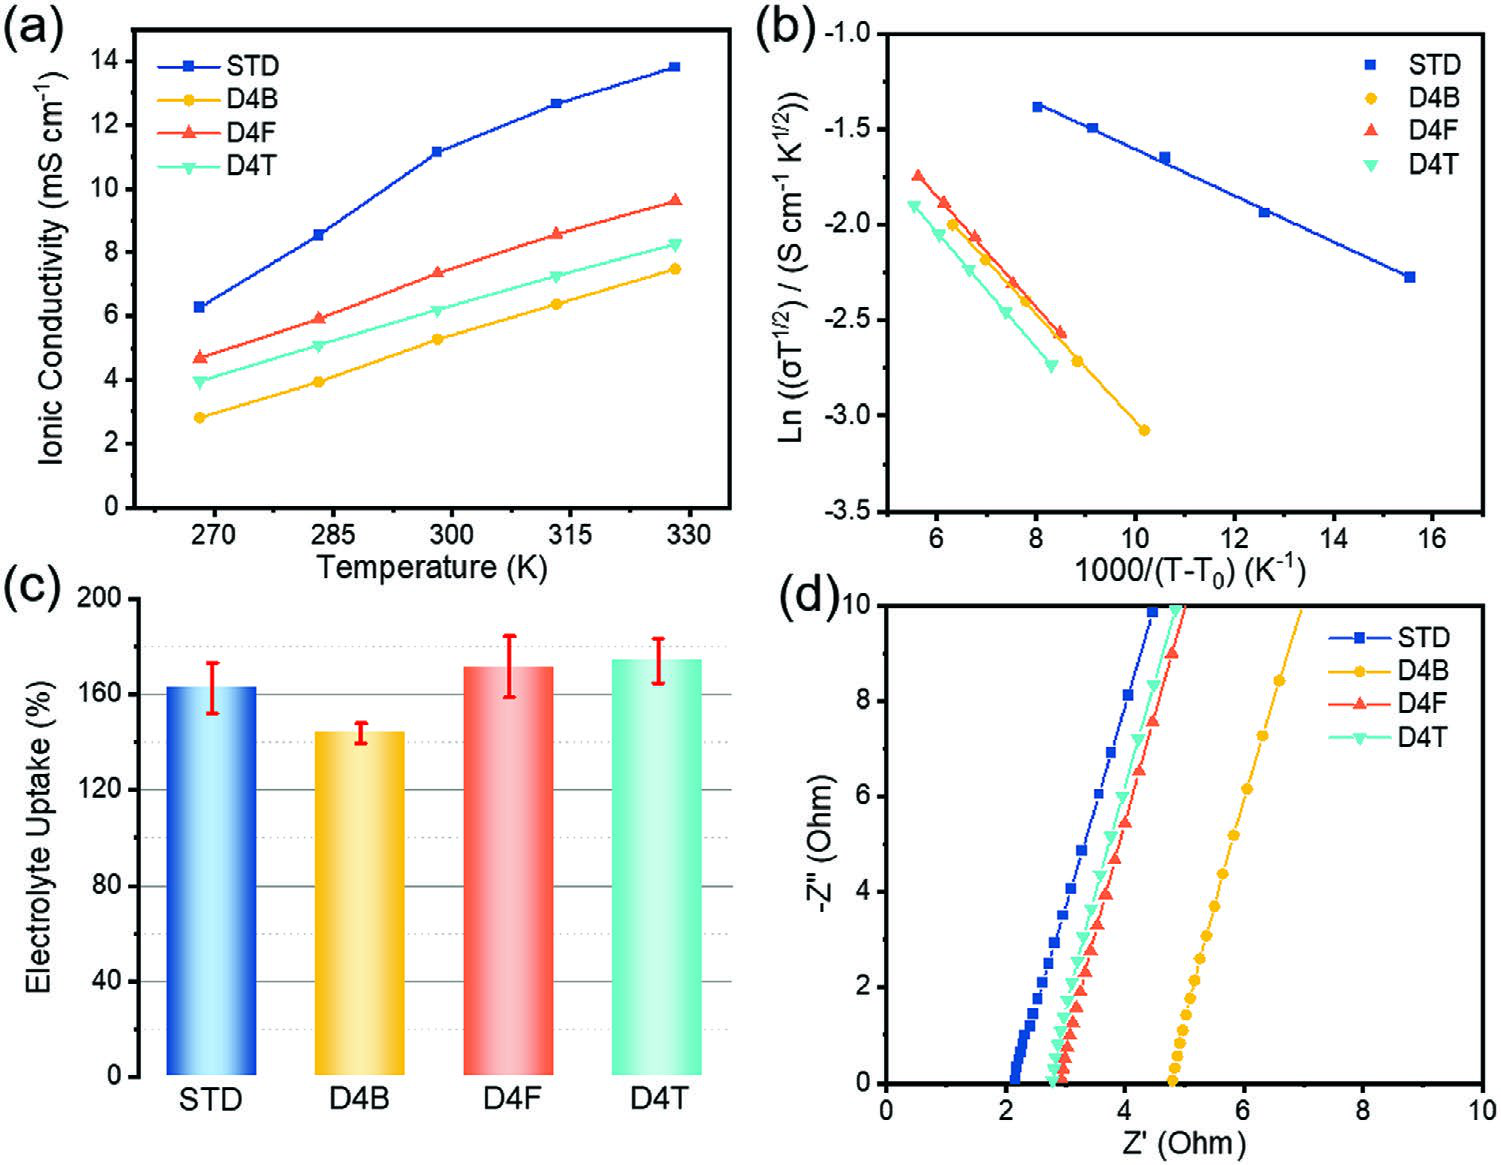 (a)
Ionic Conductivity (mS cm-1)
14
12
10
8
6
4
2
0
STD
D4B
D4F
D4T
270 285 300 315 330
Temperature (K)
(b)
Ln ((σT1/2) / (S cm-1 K1/2))
-1.0
-1.5
-2.0
-2.5
-3.0
-3.5
STD
D4B
D4F
D4T
6 8 10 12 14 16
1000/(T-T0) (K-1)
(c)
Electrolyte Uptake (%)
200
160
120
80
40
0
STD D4B D4F D4T
(d)
-Z'' (Ohm)
10
8
6
4
2
0
STD
D4B
D4F
D4T
0 2 4 6 8 10
Z' (Ohm)